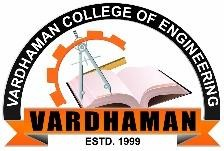 VARDHAMAN COLLEGE OF ENGINEERING
VARDHAMAN
ESTD. 1999